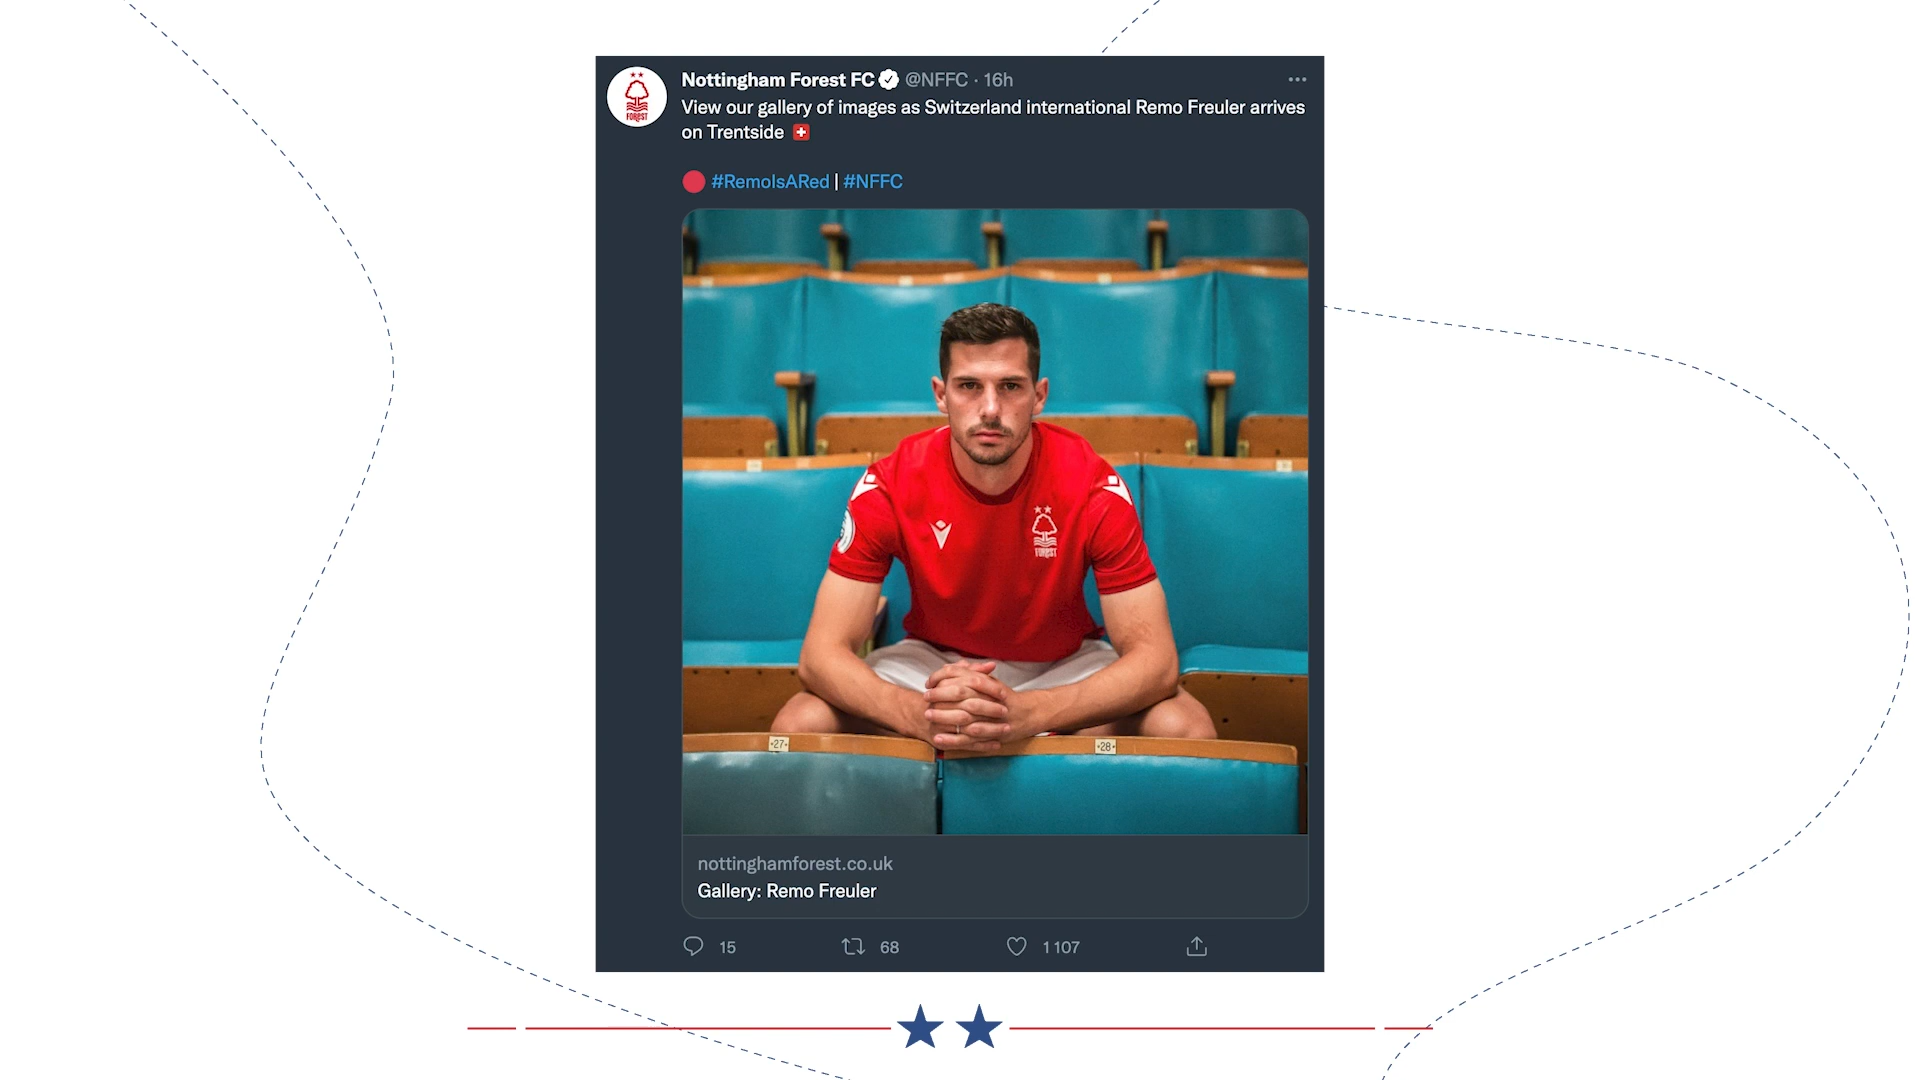 Nottingham Forest FC @NFFC · 16h
View our gallery of images as Switzerland international Remo Freuler arrives
on Trentside
#RemoIsARed | #NFFC
FOREST
FOREST
27
28
nottinghamforest.co.uk
Gallery: Remo Freuler
15 68 1 107